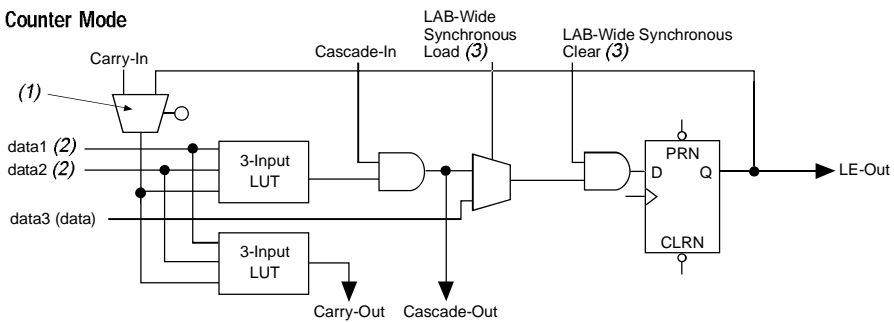 Counter Mode
LAB-Wide
Synchronous
Load (3)
LAB-Wide Synchronous
Clear (3)
Carry-In
Cascade-In
(1)
data1 (2)
data2 (2)
3-Input
LUT
PRN
D
Q
LE-Out
data3 (data)
3-Input
LUT
CLRN
Carry-Out
Cascade-Out